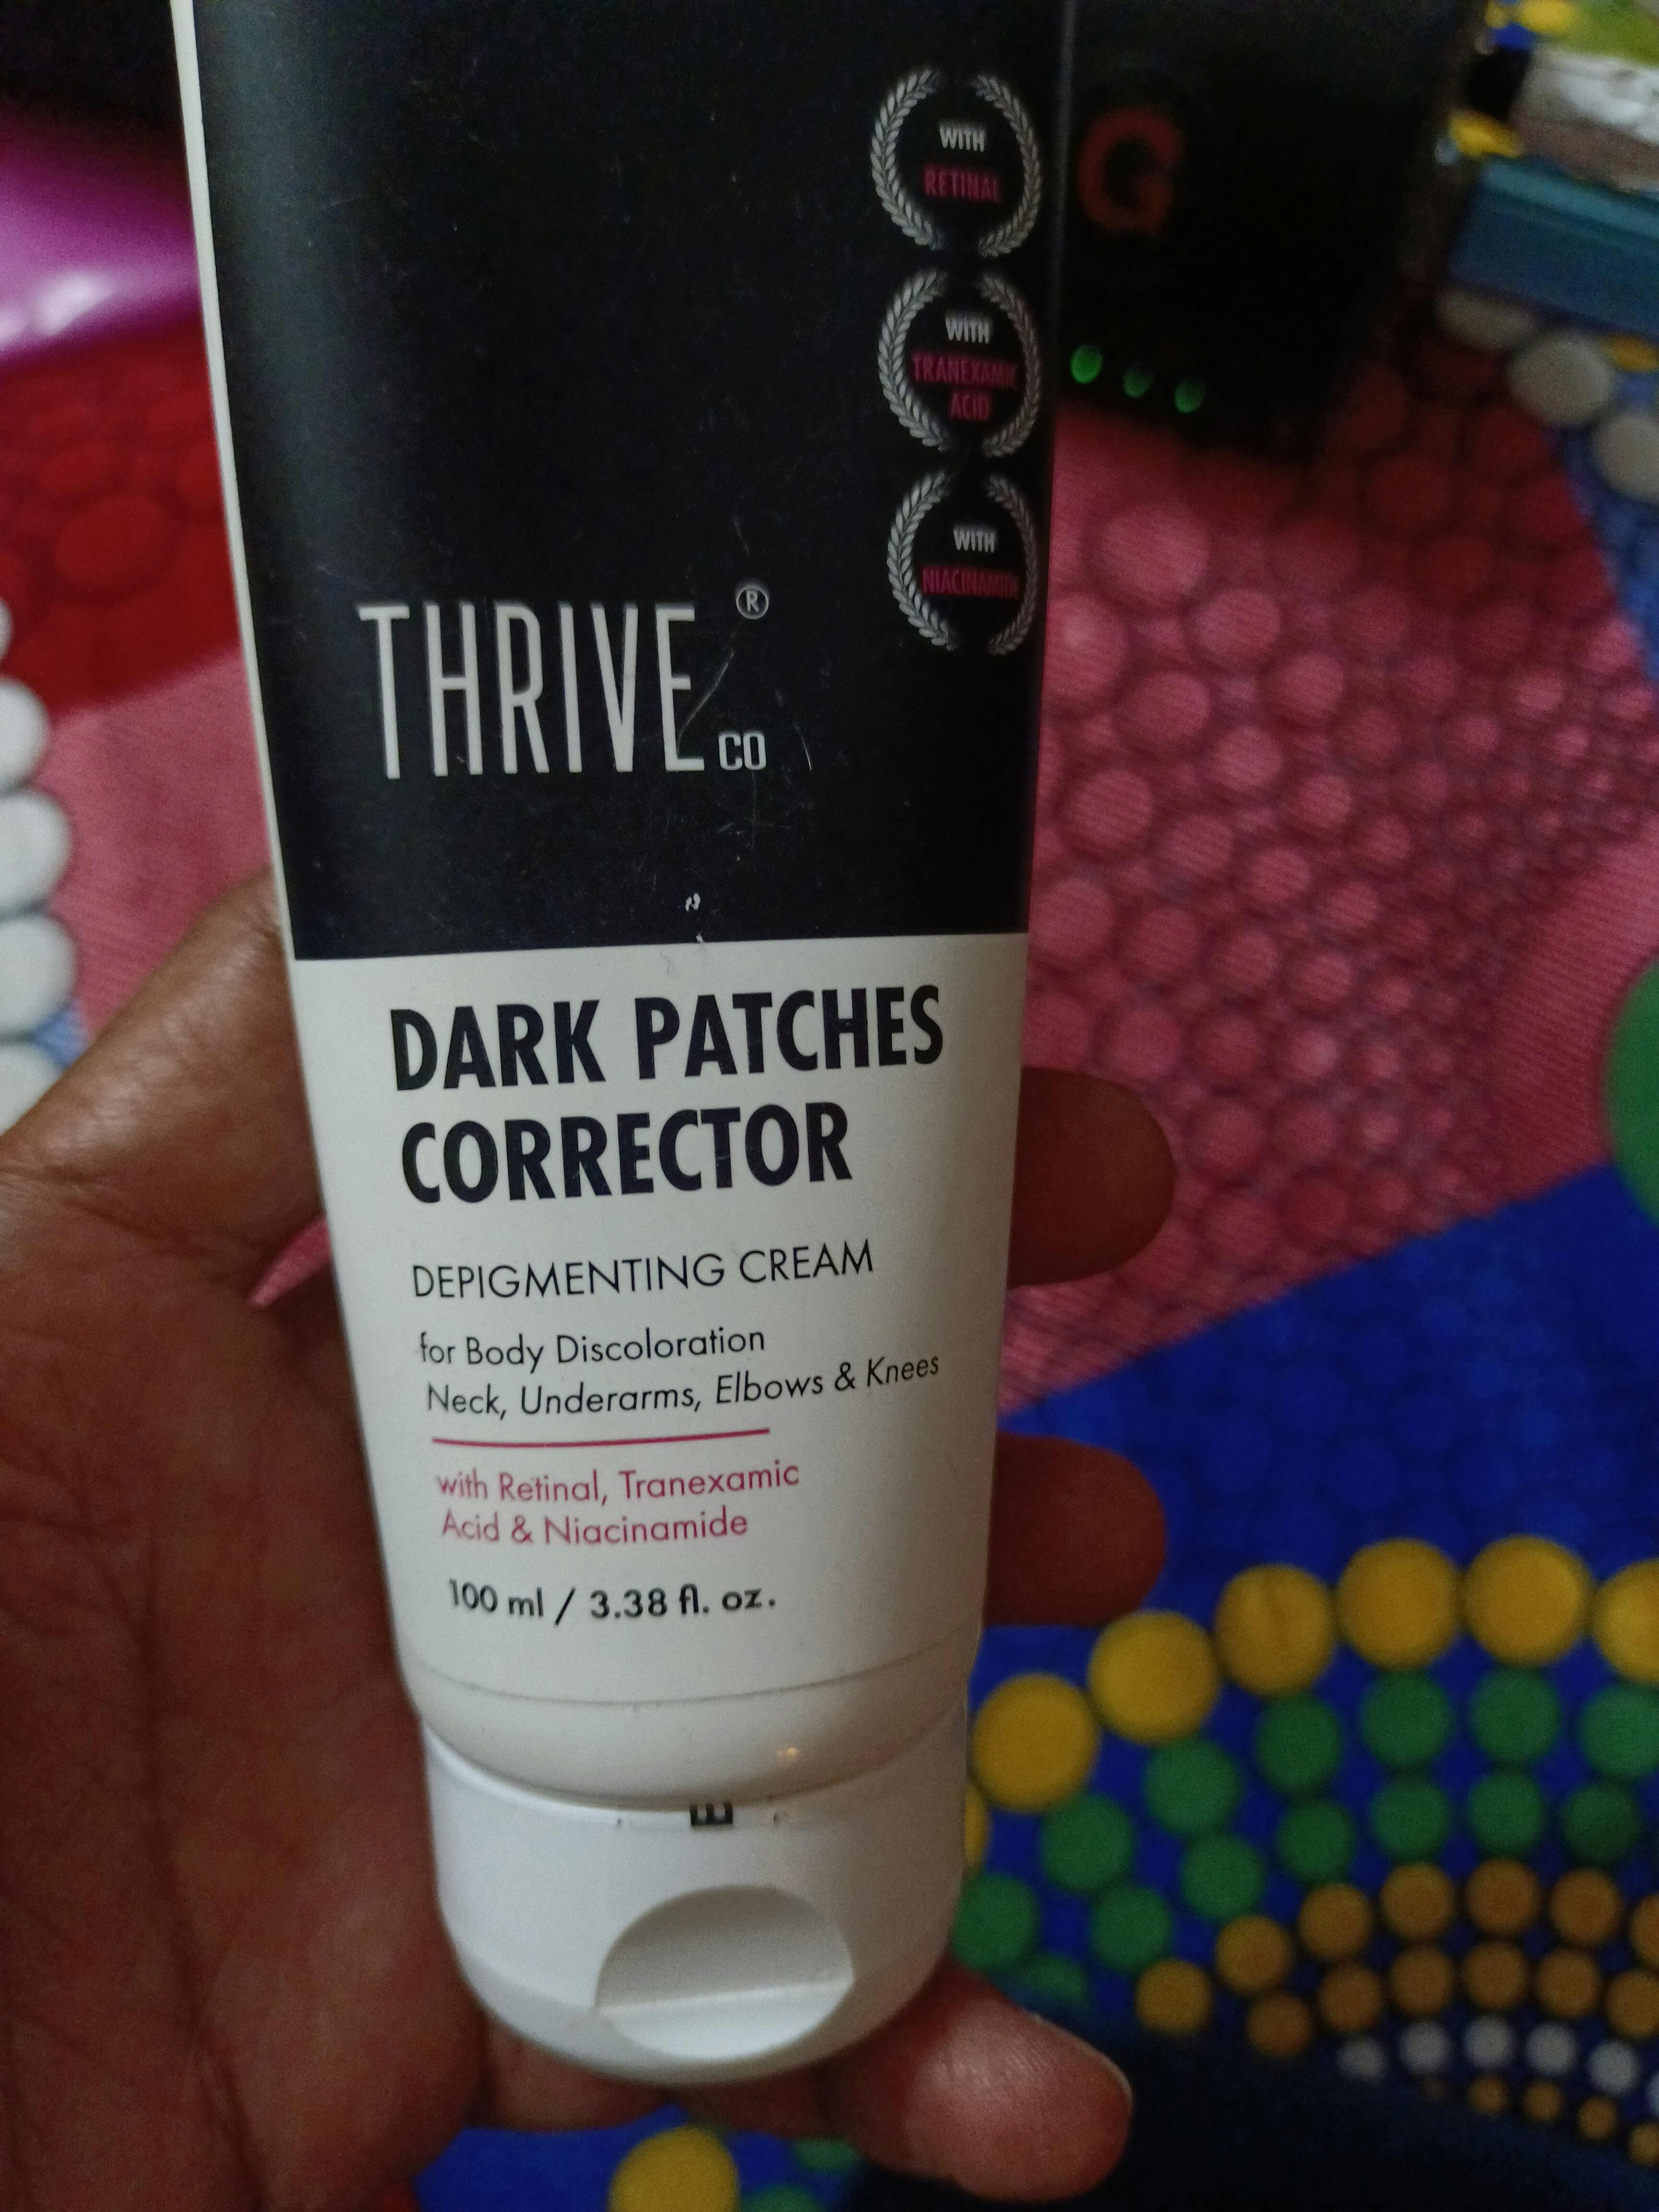 WITH
RETINAL
WITH
TRANEXAMIC
ACID
WITH
NIACINAMIDE
THRIVE®
CO
DARK PATCHES
CORRECTOR
DEPIGMENTING CREAM
for Body Discoloration
Neck, Underarms, Elbows & Knees
with Retinal, Tranexamic
Acid & Niacinamide
100 ml / 3.38 fl. oz.